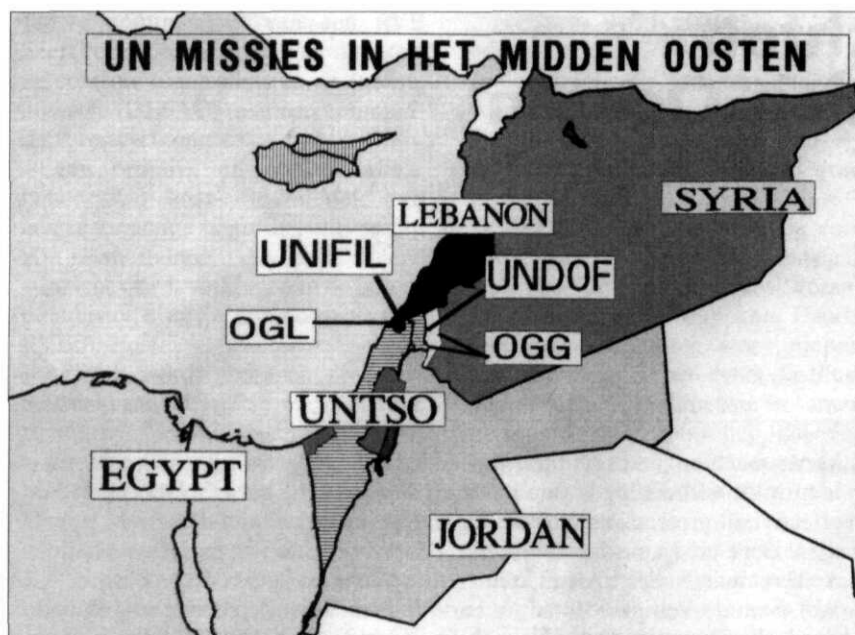 UN MISSIES IN HET MIDDEN OOSTEN
SYRIA
LEBANON
UNIFIL
UNDOF
OGL
OGG
UNTSO
EGYPT
JORDAN